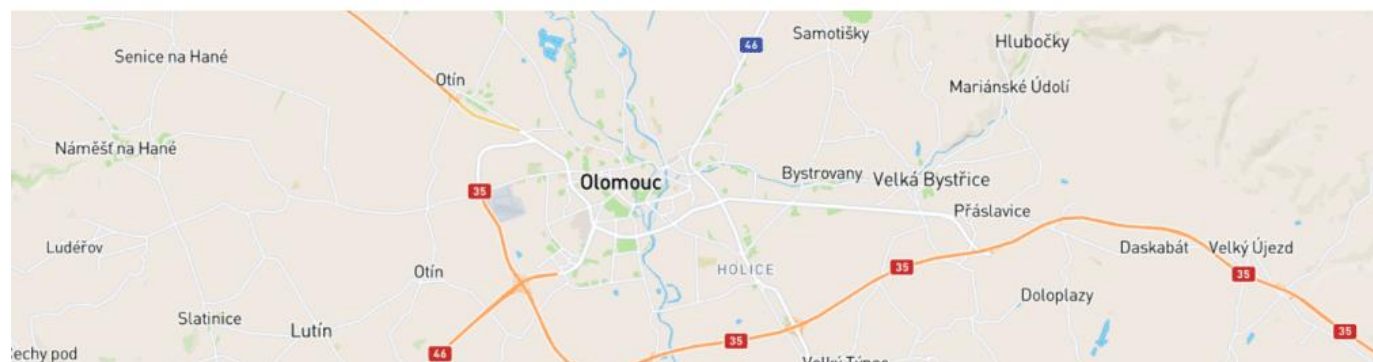 46
Samotišky
Hlubočky
Senice na Hané
Otín
Mariánské Údolí
Náměšť na Hané
Olomouc
Bystrovany
Velká Bystřice
35
Přáslavice
Ludéřov
Daskabát
Velký Újezd
Otín
HOLICE
35
35
Doloplazy
Slatinice
Lutín
35
35
46